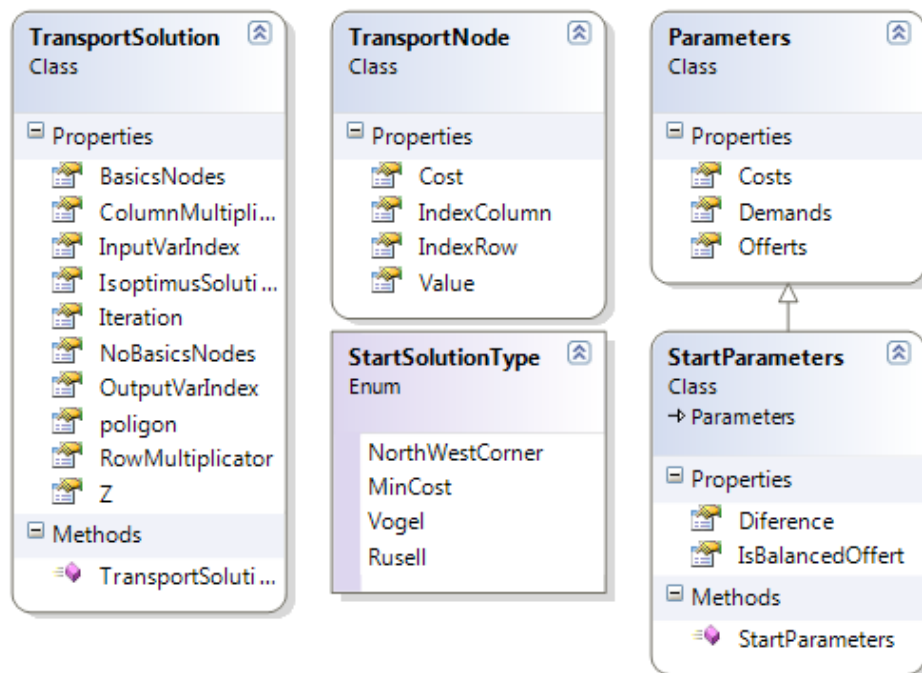 TransportSolution
Class
Properties
BasicsNodes
ColumnMultipli...
InputVarIndex
IsoptimusSoluti...
Iteration
NoBasicsNodes
OutputVarIndex
poligon
RowMultiplicator
Z
Methods
TransportSoluti...
TransportNode
Class
Properties
Cost
IndexColumn
IndexRow
Value
StartSolutionType
Enum
NorthWestCorner
MinCost
Vogel
Rusell
Parameters
Class
Properties
Costs
Demands
Offerts
StartParameters
Class
Parameters
Properties
Diference
IsBalancedOffert
Methods
StartParameters